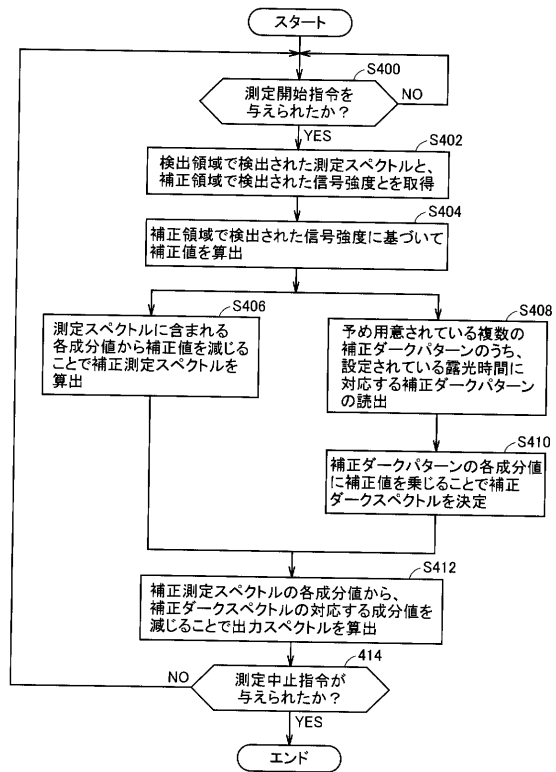 スタート
S400
測定開始指令を
与えられたか？
NO
YES
S402
検出領域で検出された測定スペクトルと、
補正領域で検出された信号強度とを取得
S404
補正領域で検出された信号強度に基づいて
補正値を算出
S406
測定スペクトルに含まれる
各成分値から補正値を減じる
ことで補正測定スペクトルを
算出
S408
予め用意されている複数の
補正ダークパターンのうち、
設定されている露光時間に
対応する補正ダークパターン
の読出
S410
補正ダークパターンの各成分値
に補正値を乗じることで補正
ダークスペクトルを決定
S412
補正測定スペクトルの各成分値から、
補正ダークスペクトルの対応する成分値を
減じることで出力スペクトルを算出
414
測定中止指令が
与えられたか？
NO
YES
エンド